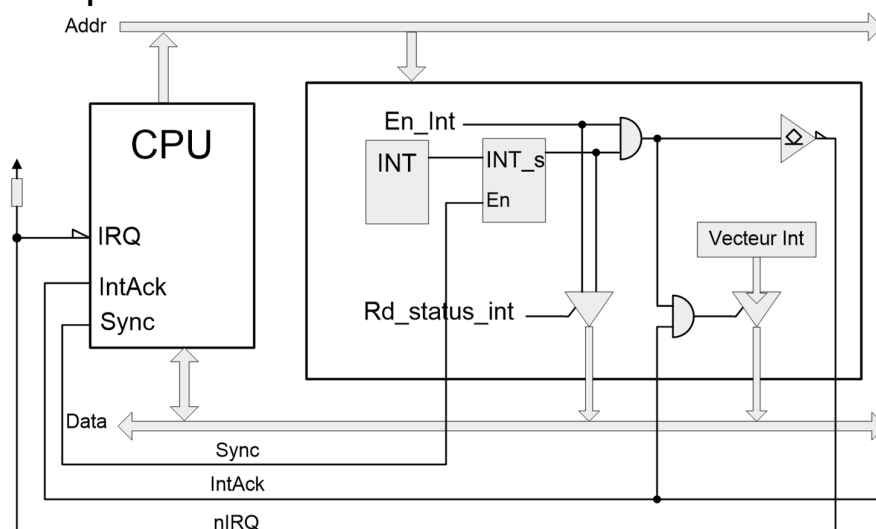 Addr
CPU
En_Int
INT
INT_s
En
IRQ
IntAck
Sync
Vecteur Int
Rd_status_int
Data
Sync
IntAck
nIRQ